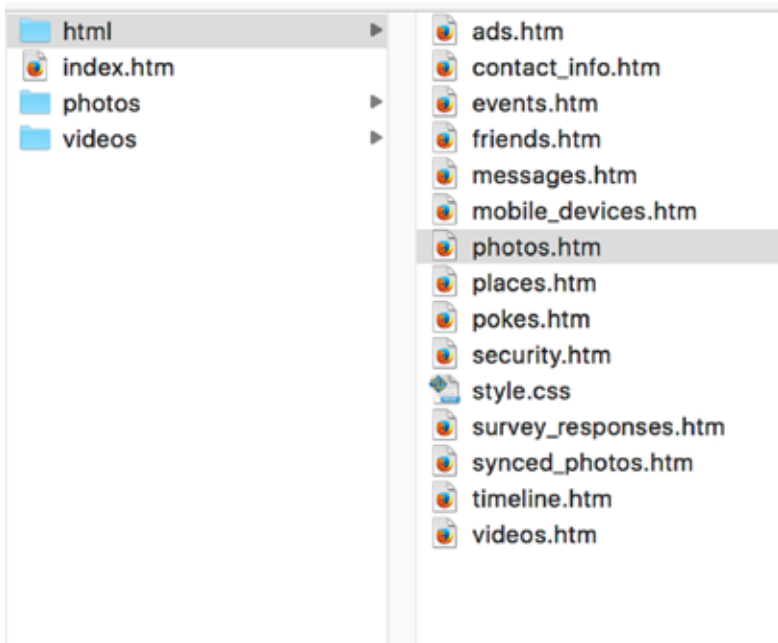 html
index.htm
photos
videos
ads.htm
contact_info.htm
events.htm
friends.htm
messages.htm
mobile_devices.htm
photos.htm
places.htm
pokes.htm
security.htm
style.css
survey_responses.htm
synced_photos.htm
timeline.htm
videos.htm